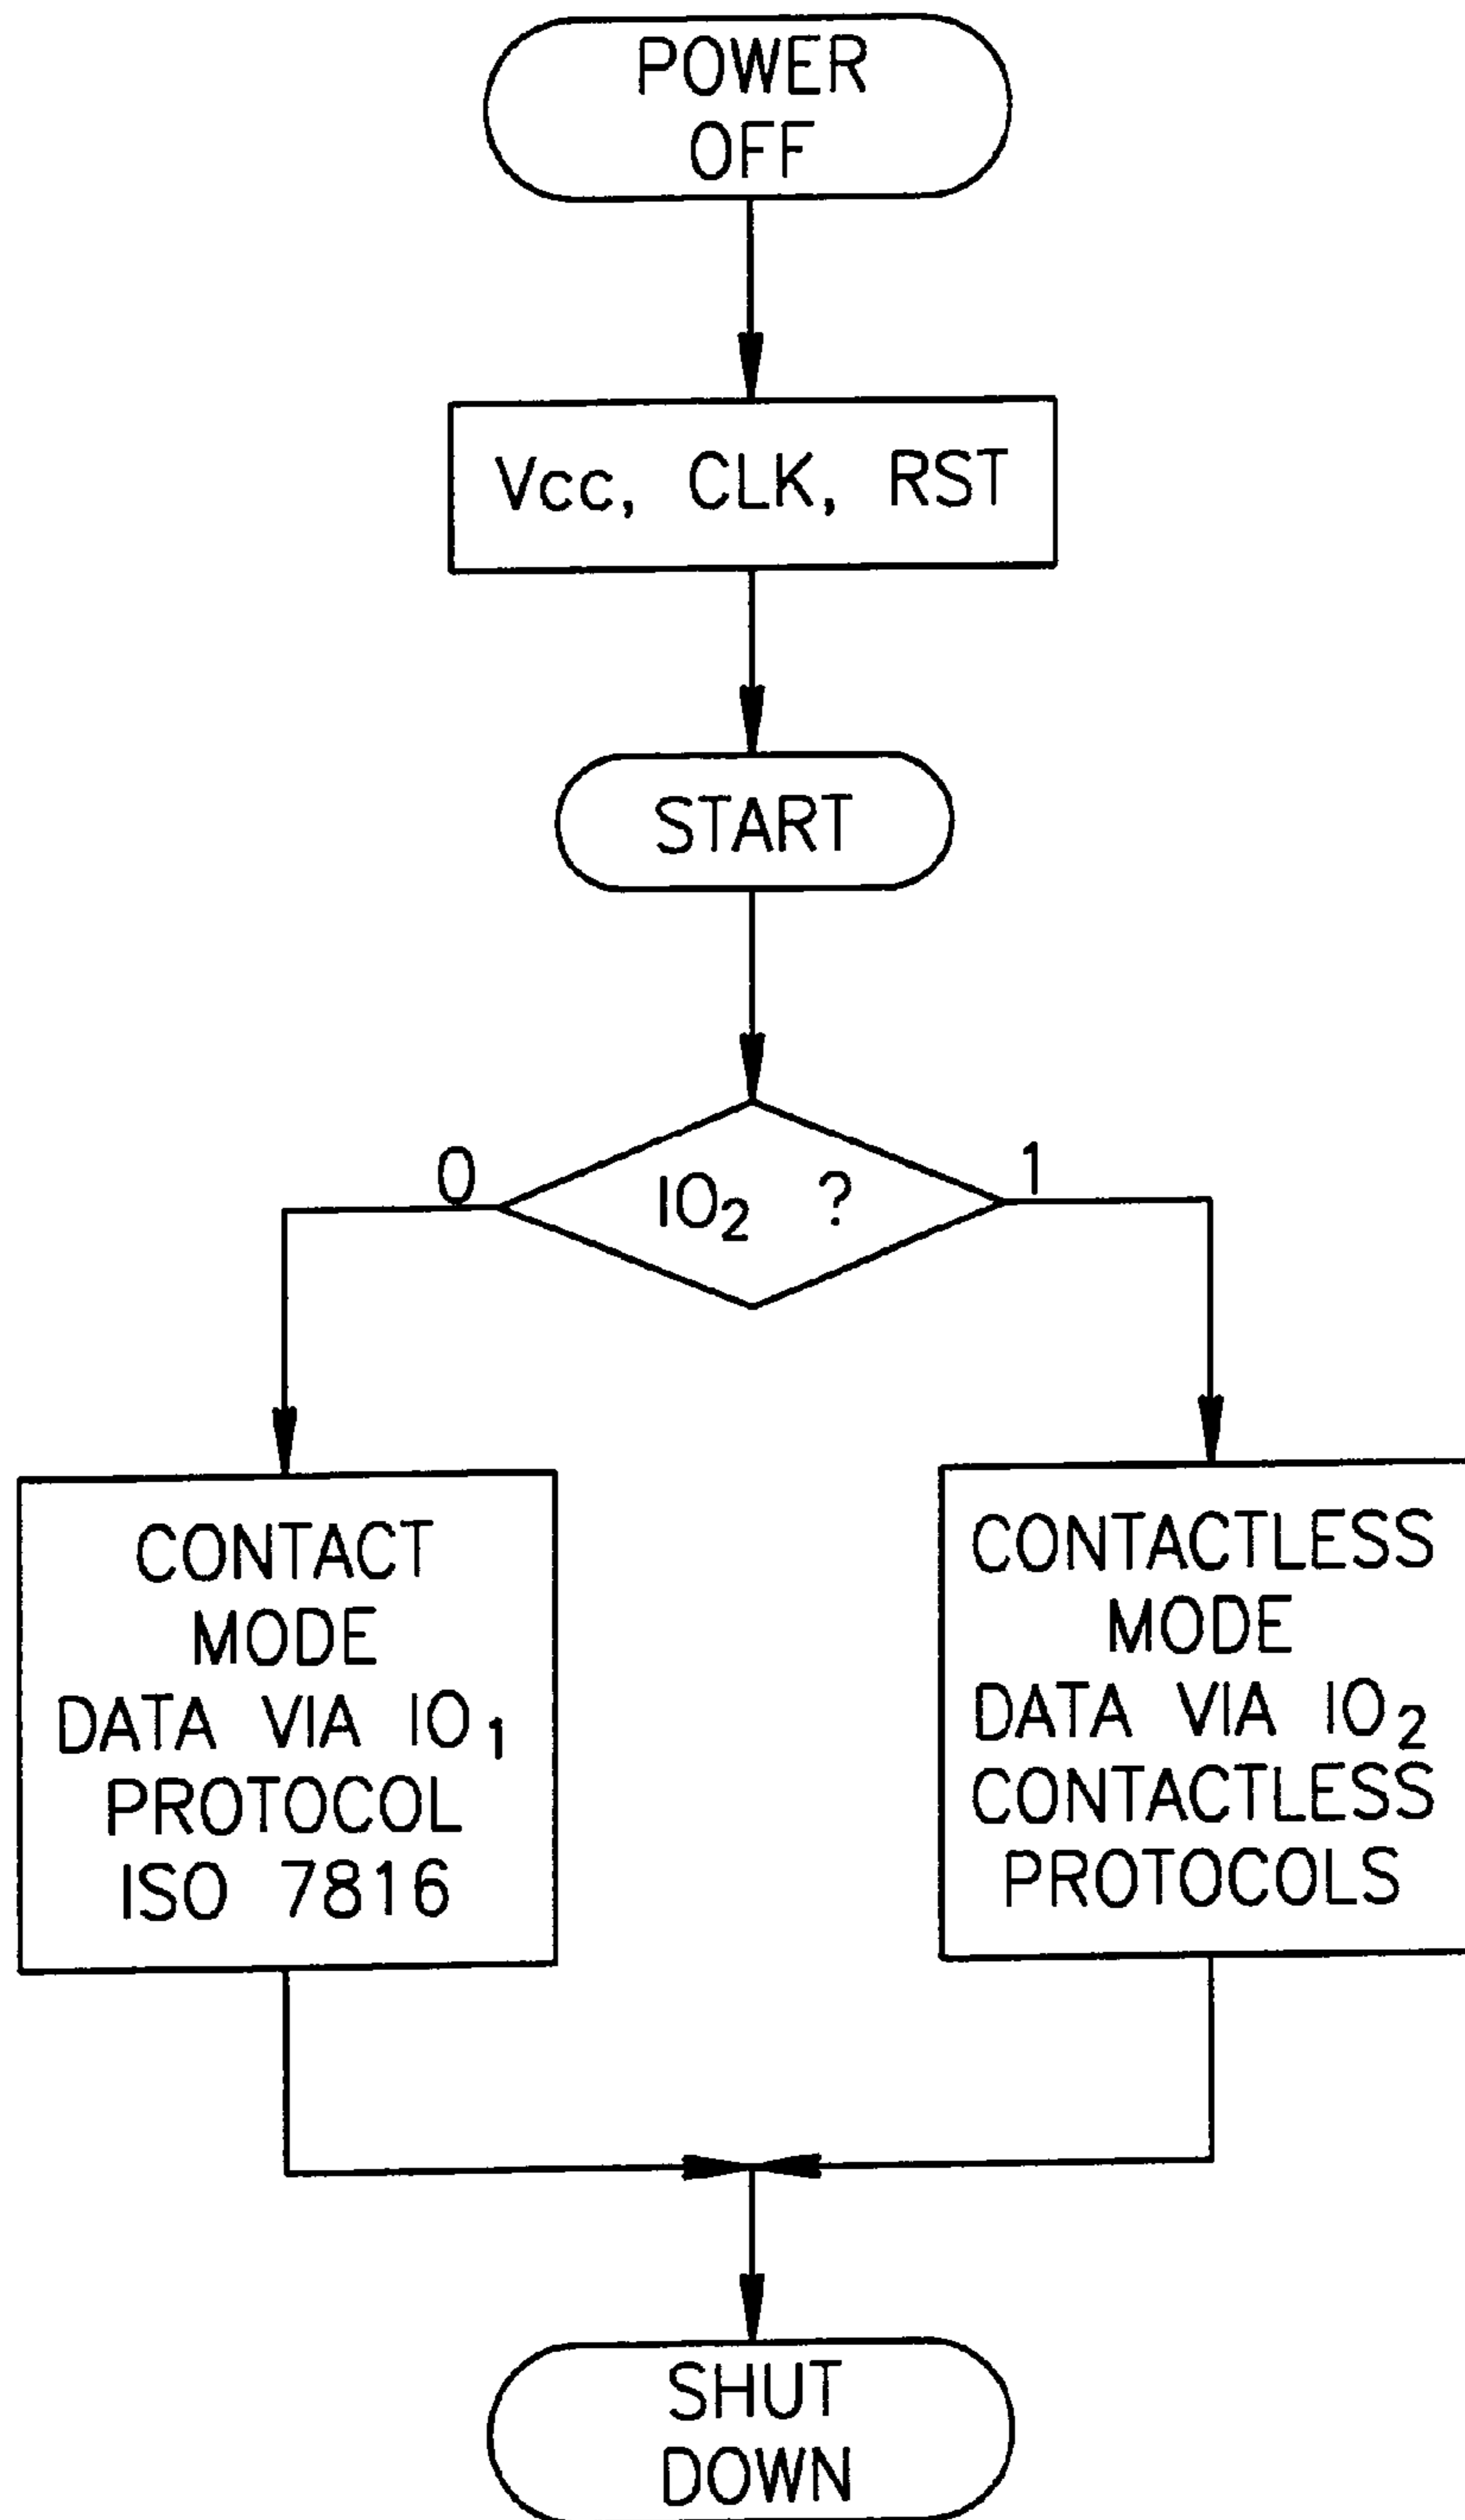 POWER
OFF
Vcc, CLK, RST
START
0
IO₂ ?
1
CONTACT
MODE
DATA VIA IO₁
PROTOCOL
ISO 7816
CONTACTLESS
MODE
DATA VIA IO₂
CONTACTLESS
PROTOCOLS
SHUT
DOWN